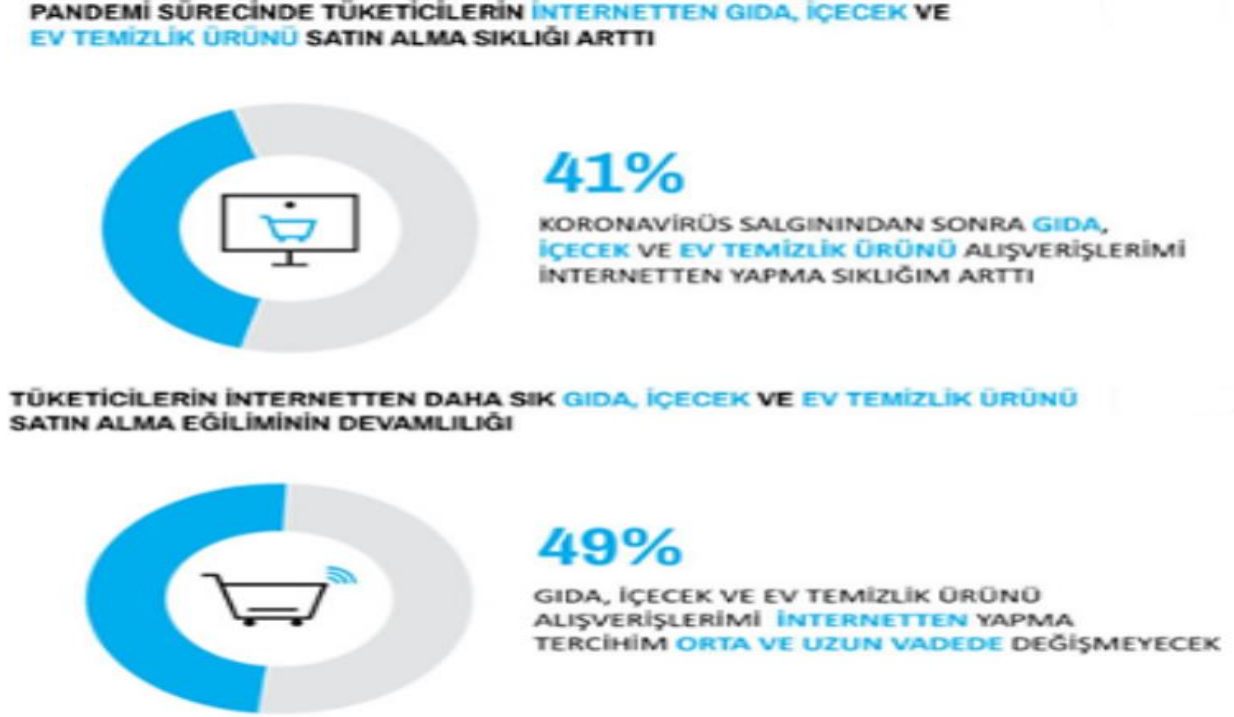 PANDEMİ SÜRECİNDE TÜKETİCİLERİN İNTERNETTEN GIDA, İÇECEK VE
EV TEMİZLİK ÜRÜNÜ SATIN ALMA SIKLIĞI ARTTI
41%
KORONAVİRÜS SALGININDAN SONRA GIDA,
İÇECEK VE EV TEMİZLİK ÜRÜNÜ ALIŞVERİŞLERİMİ
İNTERNETTEN YAPMA SIKLIĞIM ARTTI
TÜKETİCİLERİN İNTERNETTEN DAHA SIK GIDA, İÇECEK VE EV TEMİZLİK ÜRÜNÜ
SATIN ALMA EĞİLİMİNİN DEVAMLILIĞI
49%
GIDA, İÇECEK VE EV TEMİZLİK ÜRÜNÜ
ALIŞVERİŞLERİMİ İNTERNETTEN YAPMA
TERCİHİM ORTA VE UZUN VADEDE DEĞİŞMEYECEK